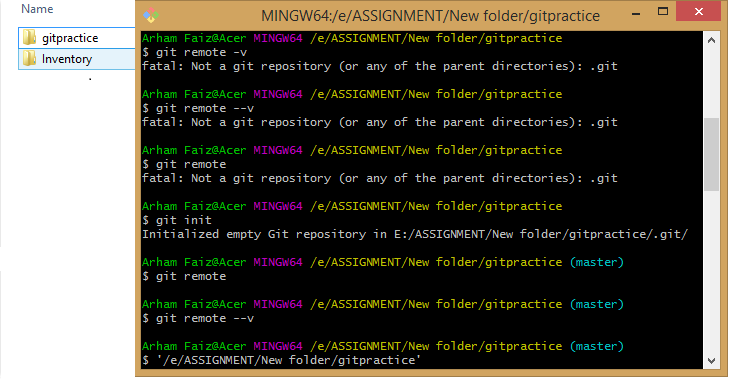 Name
gitpractice
Inventory
MINGW64:/e/ASSIGNMENT/New folder/gitpractice
Arham Faiz@Acer MINGW64 /e/ASSIGNMENT/New folder/gitpractice
$ git remote -v
fatal: Not a git repository (or any of the parent directories): .git
Arham Faiz@Acer MINGW64 /e/ASSIGNMENT/New folder/gitpractice
$ git remote --v
fatal: Not a git repository (or any of the parent directories): .git
Arham Faiz@Acer MINGW64 /e/ASSIGNMENT/New folder/gitpractice
$ git remote
fatal: Not a git repository (or any of the parent directories): .git
Arham Faiz@Acer MINGW64 /e/ASSIGNMENT/New folder/gitpractice
$ git init
Initialized empty Git repository in E:/ASSIGNMENT/New folder/gitpractice/.git/
Arham Faiz@Acer MINGW64 /e/ASSIGNMENT/New folder/gitpractice (master)
$ git remote
Arham Faiz@Acer MINGW64 /e/ASSIGNMENT/New folder/gitpractice (master)
$ git remote --v
Arham Faiz@Acer MINGW64 /e/ASSIGNMENT/New folder/gitpractice (master)
$ '/e/ASSIGNMENT/New folder/gitpractice'